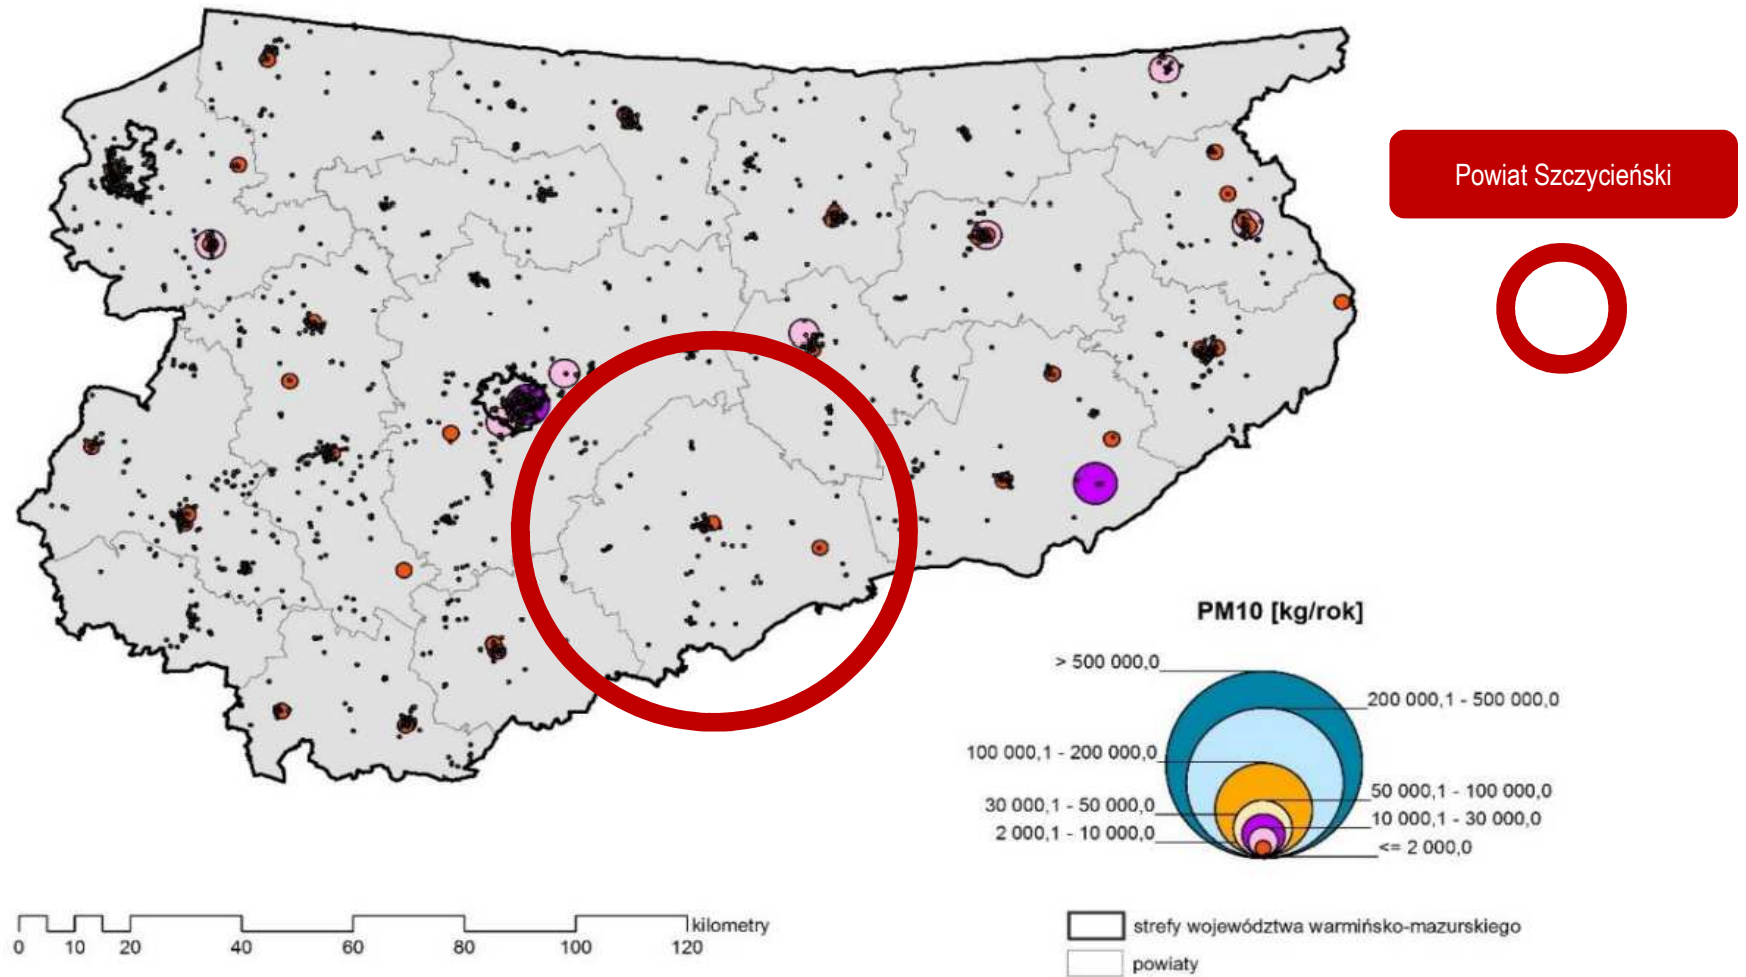 Powiat Szczycieński
PM10 [kg/rok]
> 500 000,0
200 000,1 - 500 000,0
100 000,1 - 200 000,0
50 000,1 - 100 000,0
30 000,1 - 50 000,0
10 000,1 - 30 000,0
2 000,1 - 10 000,0
<= 2 000,0
kilometry
0 10 20 40 60 80 100 120
strefy województwa warmińsko-mazurskiego
powiaty